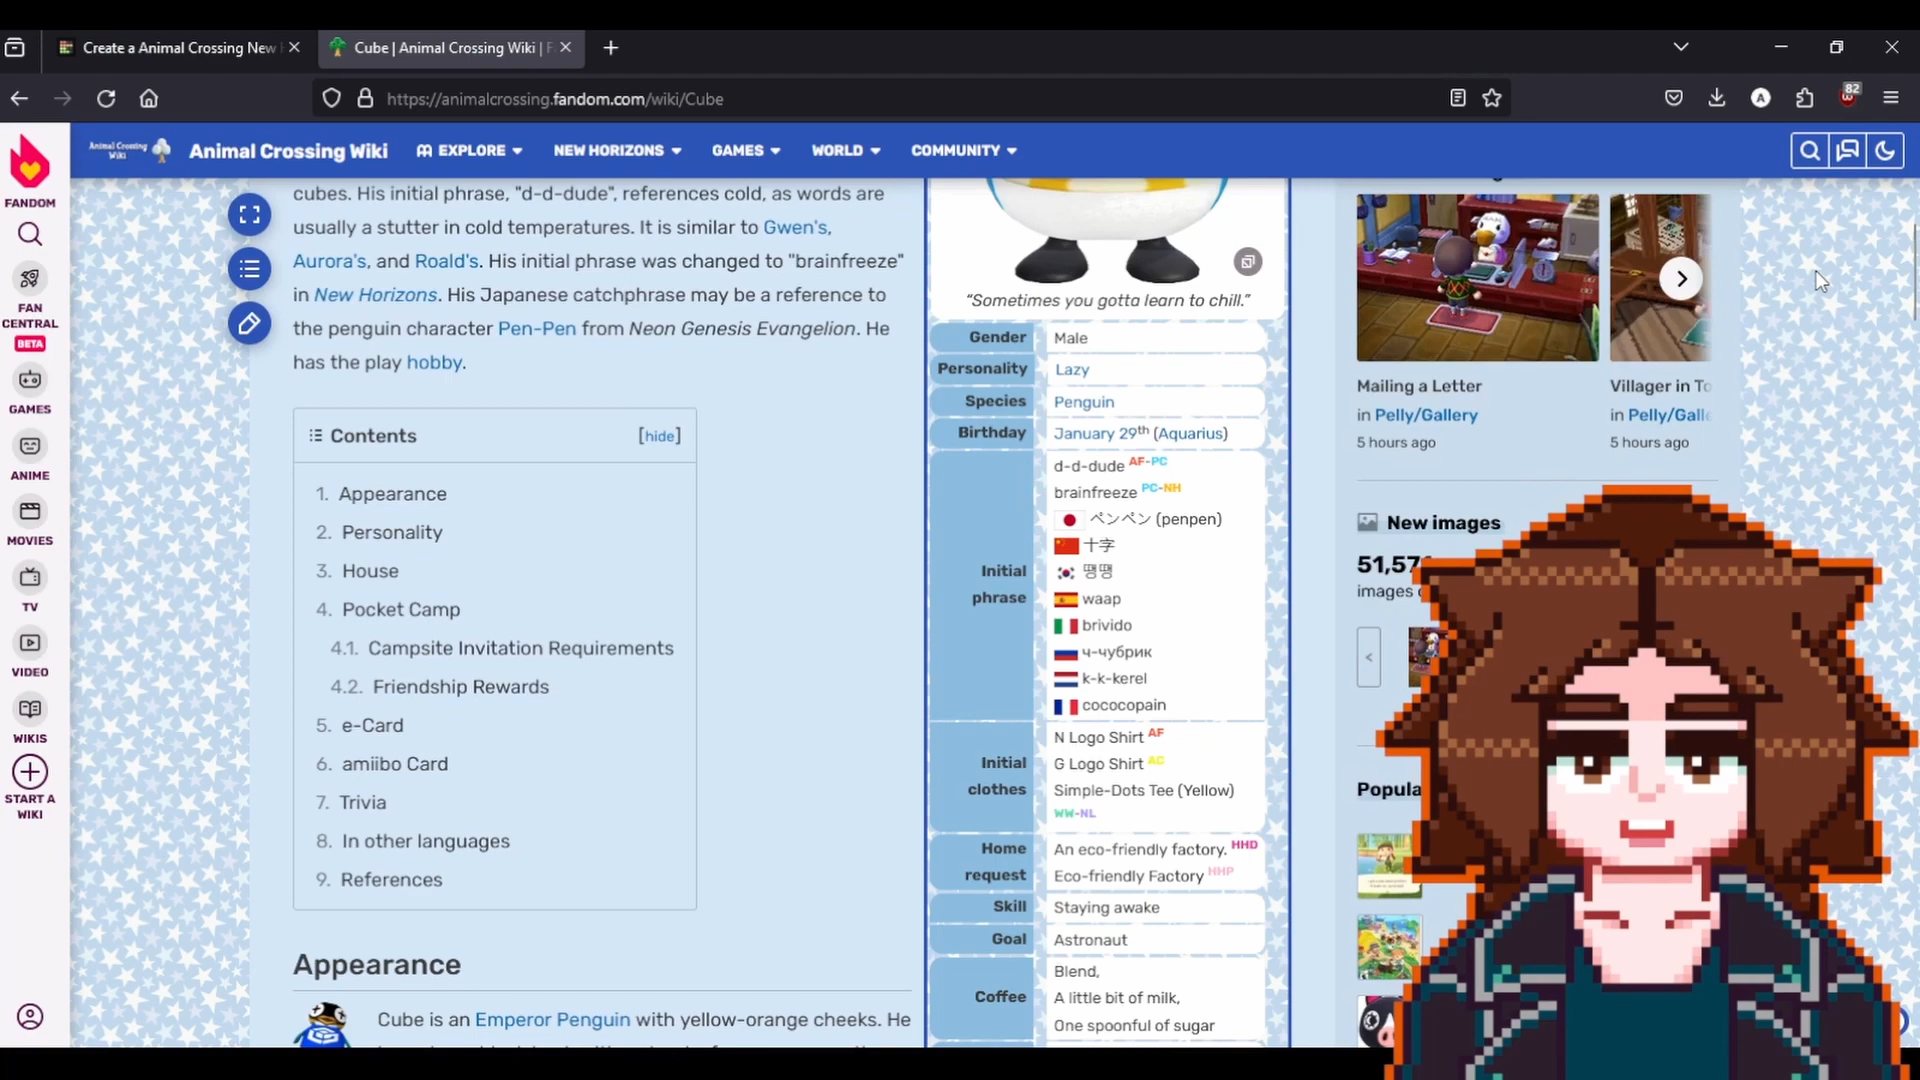 Create a Animal Crossing New
Cube | Animal Crossing Wiki | F
https://animalcrossing.fandom.com/wiki/Cube
82
Animal Crossing Wiki
Animal Crossing Wiki
EXPLORE
NEW HORIZONS
GAMES
WORLD
COMMUNITY
FANDOM
FAN CENTRAL
BETA
GAMES
ANIME
MOVIES
TV
VIDEO
WIKIS
START A WIKI
cubes. His initial phrase, "d-d-dude", references cold, as words are
usually a stutter in cold temperatures. It is similar to Gwen's,
Aurora's, and Roald's. His initial phrase was changed to "brainfreeze"
in New Horizons. His Japanese catchphrase may be a reference to
the penguin character Pen-Pen from Neon Genesis Evangelion. He
has the play hobby.
Contents [hide]
1. Appearance
2. Personality
3. House
4. Pocket Camp
4.1. Campsite Invitation Requirements
4.2. Friendship Rewards
5. e-Card
6. amiibo Card
7. Trivia
8. In other languages
9. References
Appearance
Cube is an Emperor Penguin with yellow-orange cheeks. He
“Sometimes you gotta learn to chill.”
Gender Male
Personality Lazy
Species Penguin
Birthday January 29th (Aquarius)
Initial phrase
d-d-dude AF-PC
brainfreeze PC-NH
ペンペン (penpen)
十字
땡땡
waap
brivido
ч-чубрик
k-k-kerel
cococopain
Initial clothes
N Logo Shirt AF
G Logo Shirt AC
Simple-Dots Tee (Yellow)
WW-NL
Home request
An eco-friendly factory. HHD
Eco-friendly Factory HHP
Skill Staying awake
Goal Astronaut
Coffee
Blend,
A little bit of milk,
One spoonful of sugar
Mailing a Letter
in Pelly/Gallery
5 hours ago
Villager in To
in Pelly/Galle
5 hours ago
New images
51,57
images
Popula